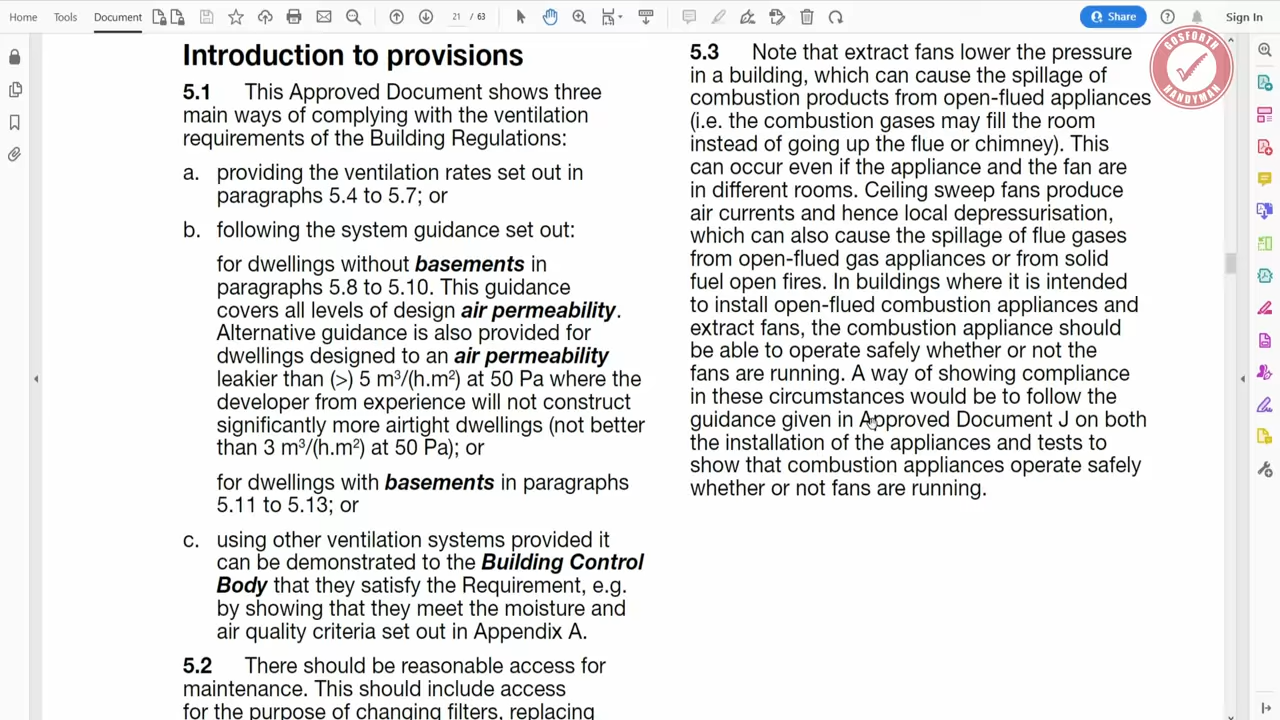 Home
Tools
Document
21 / 63
Share
Sign In
GOSFORTH
HANDYMAN
Introduction to provisions
5.1 This Approved Document shows three
main ways of complying with the ventilation
requirements of the Building Regulations:
a. providing the ventilation rates set out in
paragraphs 5.4 to 5.7; or
b. following the system guidance set out:
for dwellings without basements in
paragraphs 5.8 to 5.10. This guidance
covers all levels of design air permeability.
Alternative guidance is also provided for
dwellings designed to an air permeability
leakier than (>) 5 m³/(h.m²) at 50 Pa where the
developer from experience will not construct
significantly more airtight dwellings (not better
than 3 m³/(h.m²) at 50 Pa); or
for dwellings with basements in paragraphs
5.11 to 5.13; or
c. using other ventilation systems provided it
can be demonstrated to the Building Control
Body that they satisfy the Requirement, e.g.
by showing that they meet the moisture and
air quality criteria set out in Appendix A.
5.2 There should be reasonable access for
maintenance. This should include access
for the purpose of changing filters, replacing
5.3 Note that extract fans lower the pressure
in a building, which can cause the spillage of
combustion products from open-flued appliances
(i.e. the combustion gases may fill the room
instead of going up the flue or chimney). This
can occur even if the appliance and the fan are
in different rooms. Ceiling sweep fans produce
air currents and hence local depressurisation,
which can also cause the spillage of flue gases
from open-flued gas appliances or from solid
fuel open fires. In buildings where it is intended
to install open-flued combustion appliances and
extract fans, the combustion appliance should
be able to operate safely whether or not the
fans are running. A way of showing compliance
in these circumstances would be to follow the
guidance given in Approved Document J on both
the installation of the appliances and tests to
show that combustion appliances operate safely
whether or not fans are running.